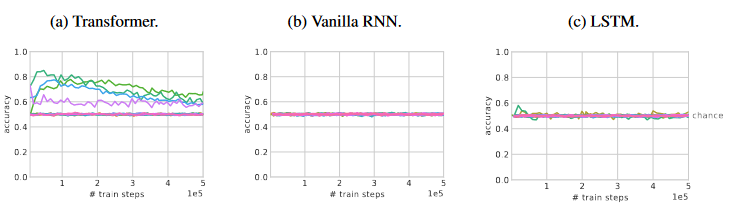 (a) Transformer.
1.0
0.8
0.6
0.4
0.2
0.0
accuracy
1 2 3 4 5
# train steps 1e5
(b) Vanilla RNN.
1.0
0.8
0.6
0.4
0.2
0.0
accuracy
1 2 3 4 5
# train steps 1e5
(c) LSTM.
1.0
0.8
0.6
0.4
0.2
0.0
accuracy
chance
1 2 3 4 5
# train steps 1e5